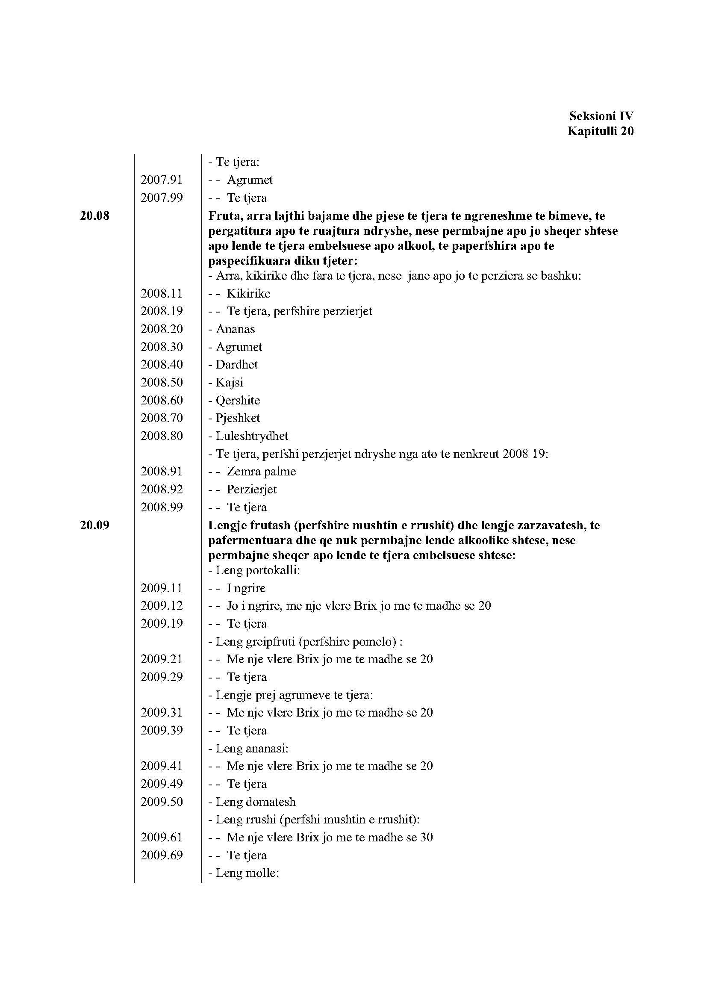 Seksioni IV
Kapitulli 20
- Te tjera:
2007.91 - - Agrumet
2007.99 - - Te tjera
20.08 Fruta, arra lajthi bajame dhe pjese te tjera te ngreneshme te bimeve, te
pergatitura apo te ruajtura ndryshe, nese permbajne apo jo sheqer shtese
apo lende te tjera embelsuese apo alkool, te paperfshira apo te
paspecifikuara diku tjeter:
- Arra, kikirike dhe fara te tjera, nese jane apo jo te perziera se bashku:
2008.11 - - Kikirike
2008.19 - - Te tjera, perfshire perzierjet
2008.20 - Ananas
2008.30 - Agrumet
2008.40 - Dardhet
2008.50 - Kajsi
2008.60 - Qershite
2008.70 - Pjeshket
2008.80 - Luleshtrydhet
- Te tjera, perfshi perzjerjet ndryshe nga ato te nenkreut 2008 19:
2008.91 - - Zemra palme
2008.92 - - Perzierjet
2008.99 - - Te tjera
20.09 Lengje frutash (perfshire mushtin e rrushit) dhe lengje zarzavatesh, te
pafermentuara dhe qe nuk permbajne lende alkoolike shtese, nese
permbajne sheqer apo lende te tjera embelsuese shtese:
- Leng portokalli:
2009.11 - - I ngrire
2009.12 - - Jo i ngrire, me nje vlere Brix jo me te madhe se 20
2009.19 - - Te tjera
- Leng greipfruti (perfshire pomelo) :
2009.21 - - Me nje vlere Brix jo me te madhe se 20
2009.29 - - Te tjera
- Lengje prej agrumeve te tjera:
2009.31 - - Me nje vlere Brix jo me te madhe se 20
2009.39 - - Te tjera
- Leng ananasi:
2009.41 - - Me nje vlere Brix jo me te madhe se 20
2009.49 - - Te tjera
2009.50 - Leng domatesh
- Leng rrushi (perfshi mushtin e rrushit):
2009.61 - - Me nje vlere Brix jo me te madhe se 30
2009.69 - - Te tjera
- Leng molle: